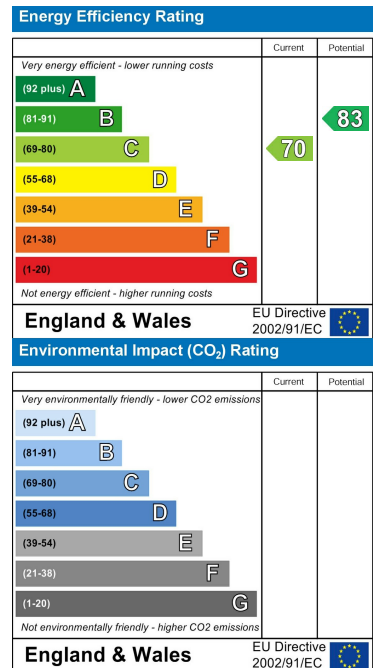 Energy Efficiency Rating
Current Potential
Very energy efficient - lower running costs
(92 plus) A
(81-91) B
83
(69-80) C
70
(55-68) D
(39-54) E
(21-38) F
(1-20) G
Not energy efficient - higher running costs
England & Wales
EU Directive
2002/91/EC
Environmental Impact (CO₂) Rating
Current Potential
Very environmentally friendly - lower CO2 emissions
(92 plus) A
(81-91) B
(69-80) C
(55-68) D
(39-54) E
(21-38) F
(1-20) G
Not environmentally friendly - higher CO2 emissions
England & Wales
EU Directive
2002/91/EC